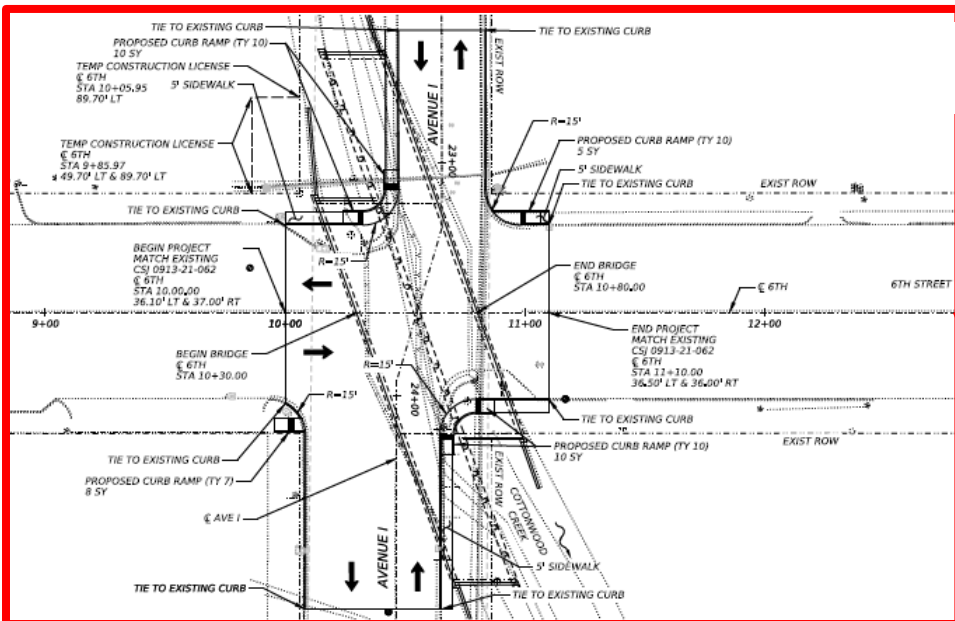 TIE TO EXISTING CURB
PROPOSED CURB RAMP (TY 10)
10 SY
TEMP CONSTRUCTION LICENSE
℄ 6TH
STA 10+05.95
89.70' LT
5' SIDEWALK
TEMP CONSTRUCTION LICENSE
℄ 6TH
STA 9+85.97
49.70' LT & 89.70' LT
TIE TO EXISTING CURB
AVENUE I
EXIST ROW
TIE TO EXISTING CURB
23+00
R=15'
PROPOSED CURB RAMP (TY 10)
5 SY
5' SIDEWALK
TIE TO EXISTING CURB
EXIST ROW
R=15'
BEGIN PROJECT
MATCH EXISTING
CSJ 0913-21-062
℄ 6TH
STA 10.00.00
36.10' LT & 37.00' RT
END BRIDGE
℄ 6TH
STA 10+80.00
℄ 6TH
6TH STREET
9+00
10+00
11+00
12+00
BEGIN BRIDGE
℄ 6TH
STA 10+30.00
END PROJECT
MATCH EXISTING
CSJ 0913-21-062
℄ 6TH
STA 11+10.00
36.50' LT & 36.00' RT
R=15'
24+00
R=15'
TIE TO EXISTING CURB
TIE TO EXISTING CURB
PROPOSED CURB RAMP (TY 10)
10 SY
EXIST ROW
PROPOSED CURB RAMP (TY 7)
8 SY
℄ AVE I
EXIST ROW
COTTONWOOD
CREEK
5' SIDEWALK
AVENUE I
TIE TO EXISTING CURB
TIE TO EXISTING CURB